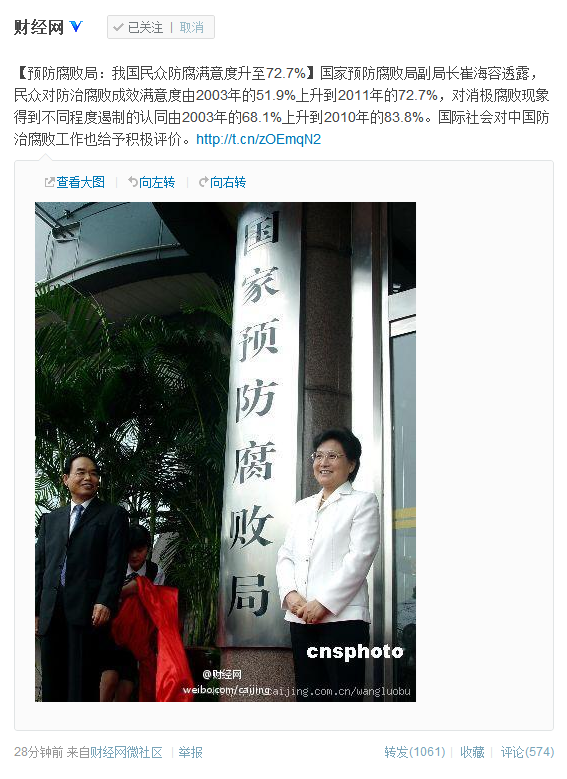 财经网 已关注 | 取消
【预防腐败局：我国民众防腐满意度升至72.7%】国家预防腐败局副局长崔海容透露，
民众对防治腐败成效满意度由2003年的51.9%上升到2011年的72.7%，对消极腐败现象
得到不同程度遏制的认同由2003年的68.1%上升到2010年的83.8%。国际社会对中国防
治腐败工作也给予积极评价。http://t.cn/zOEmqN2
查看大图 | 向左转 | 向右转
国家预防腐败局
cnsphoto
@财经网
weibo.com/caijing
caijing.com.cn/wangluobu
28分钟前 来自财经网微社区 | 举报 转发(1061) | 收藏 | 评论(574)